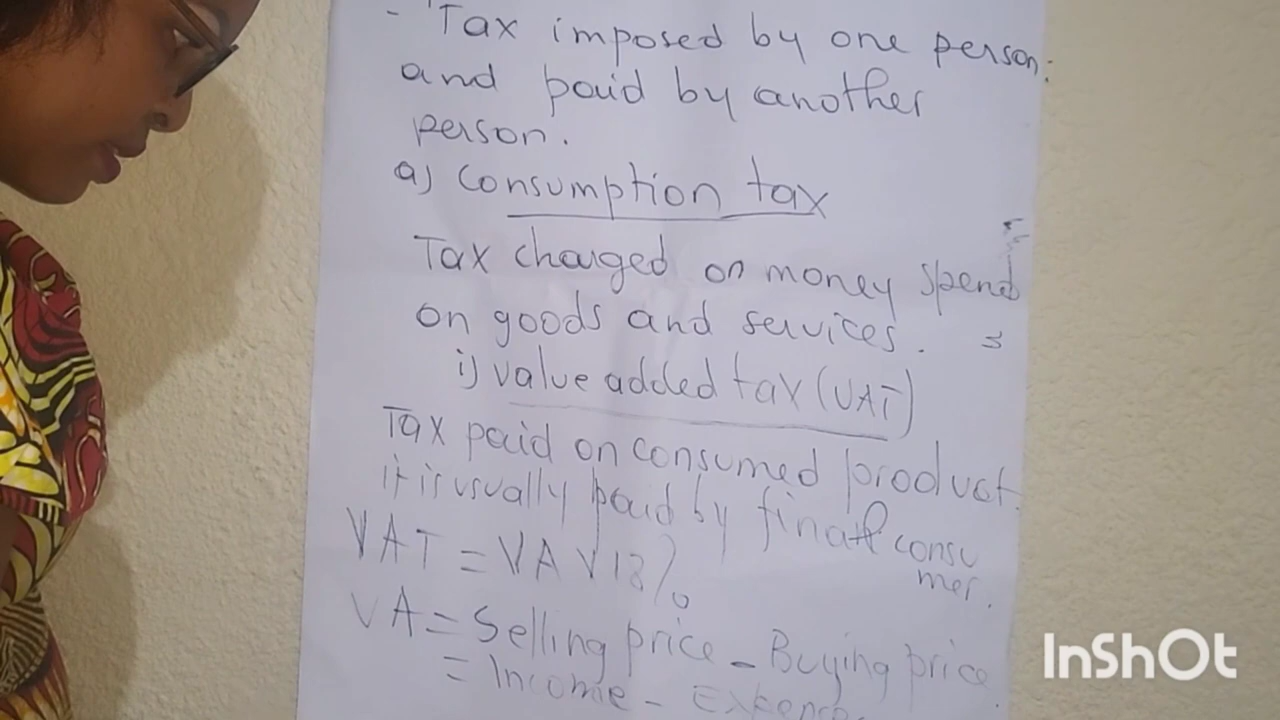 - Tax imposed by one person:
and paid by another
person.
a) Consumption tax
Tax charged on money spend
on goods and services.
i) value added tax (VAT)
Tax paid on consumed product.
it is usually paid by final consu
mer.
VAT = VA X 18%
VA = Selling price - Buying price
= Income - Expence
InShOt